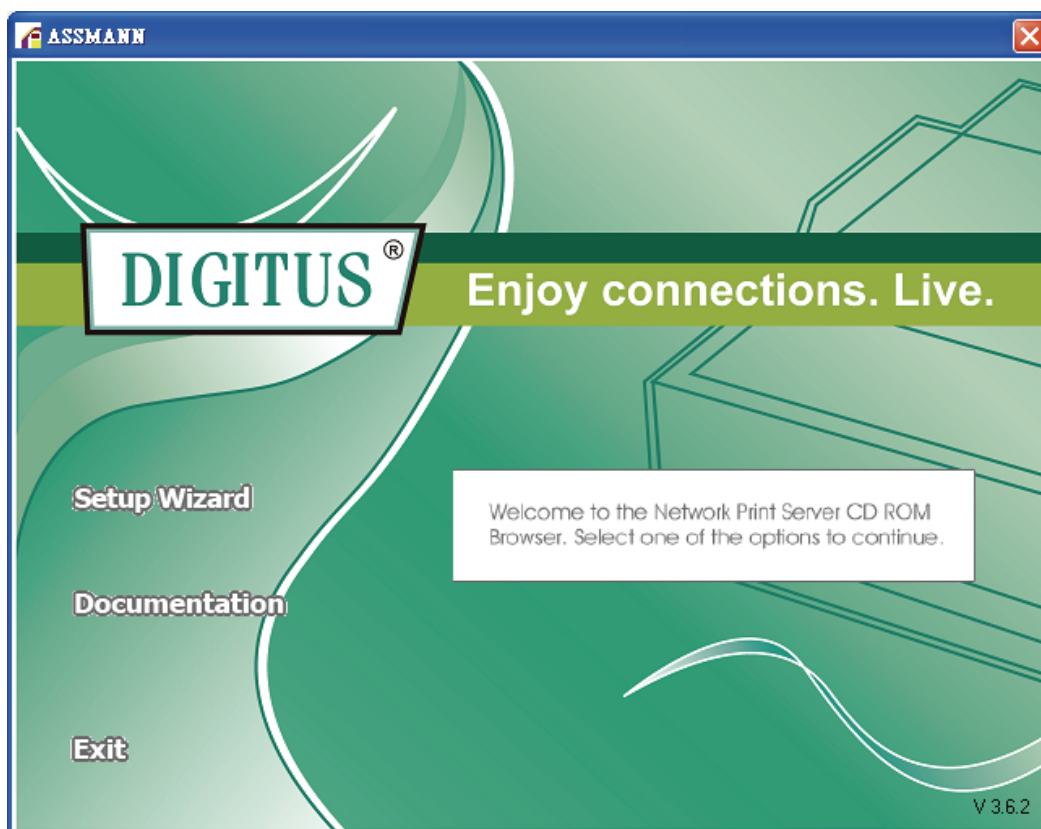 ASSMANN
DIGITUS®
Enjoy connections. Live.
Setup Wizard
Welcome to the Network Print Server CD ROM
Browser. Select one of the options to continue.
Documentation
Exit
V 3.6.2